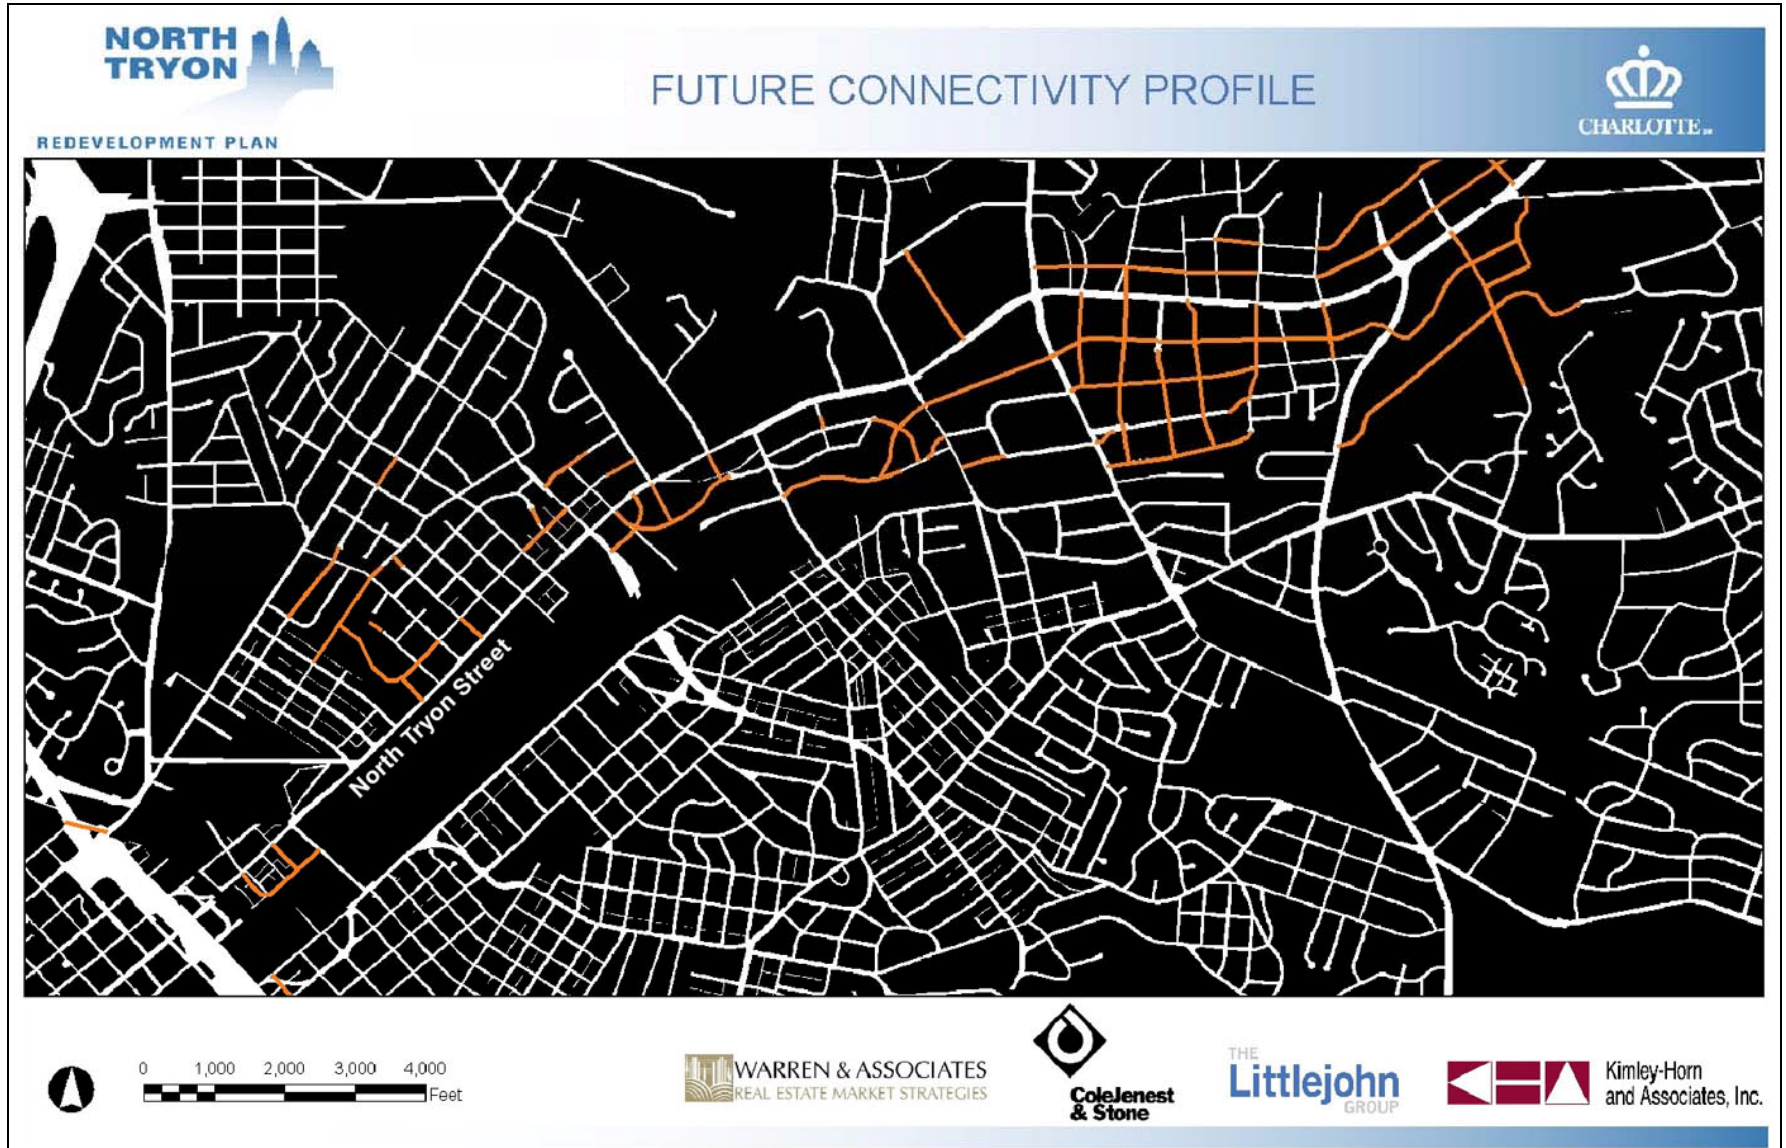 NORTH
TRYON
REDEVELOPMENT PLAN
FUTURE CONNECTIVITY PROFILE
CHARLOTTE
North Tryon Street
0 1,000 2,000 3,000 4,000
Feet
WARREN & ASSOCIATES
REAL ESTATE MARKET STRATEGIES
ColeJenest
& Stone
THE
Littlejohn
GROUP
Kimley-Horn
and Associates, Inc.